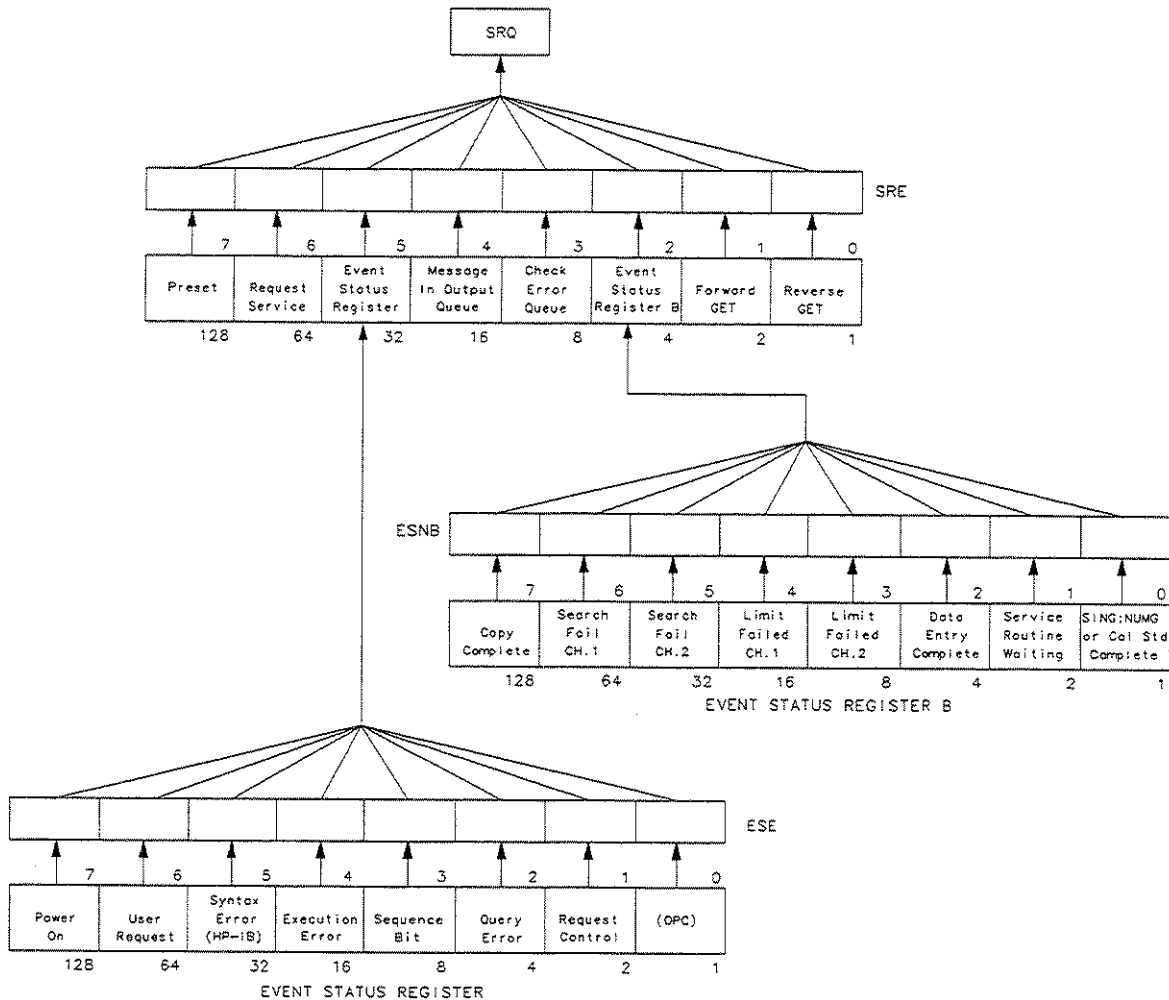 SRQ
SRE
7 6 5 4 3 2 1 0
Preset
Request
Service
Event
Status
Register
Message
In Output
Queue
Check
Error
Queue
Event
Status
Register B
Forward
GET
Reverse
GET
128 64 32 16 8 4 2 1
ESNB
7 6 5 4 3 2 1 0
Copy
Complete
Search
Fail
CH.1
Search
Fail
CH.2
Limit
Failed
CH.1
Limit
Failed
CH.2
Data
Entry
Complete
Service
Routine
Waiting
SING;NUMG
or Cal Std
Complete
128 64 32 16 8 4 2 1
EVENT STATUS REGISTER B
ESE
7 6 5 4 3 2 1 0
Power
On
User
Request
Syntax
Error
(HP-IB)
Execution
Error
Sequence
Bit
Query
Error
Request
Control
(OPC)
128 64 32 16 8 4 2 1
EVENT STATUS REGISTER